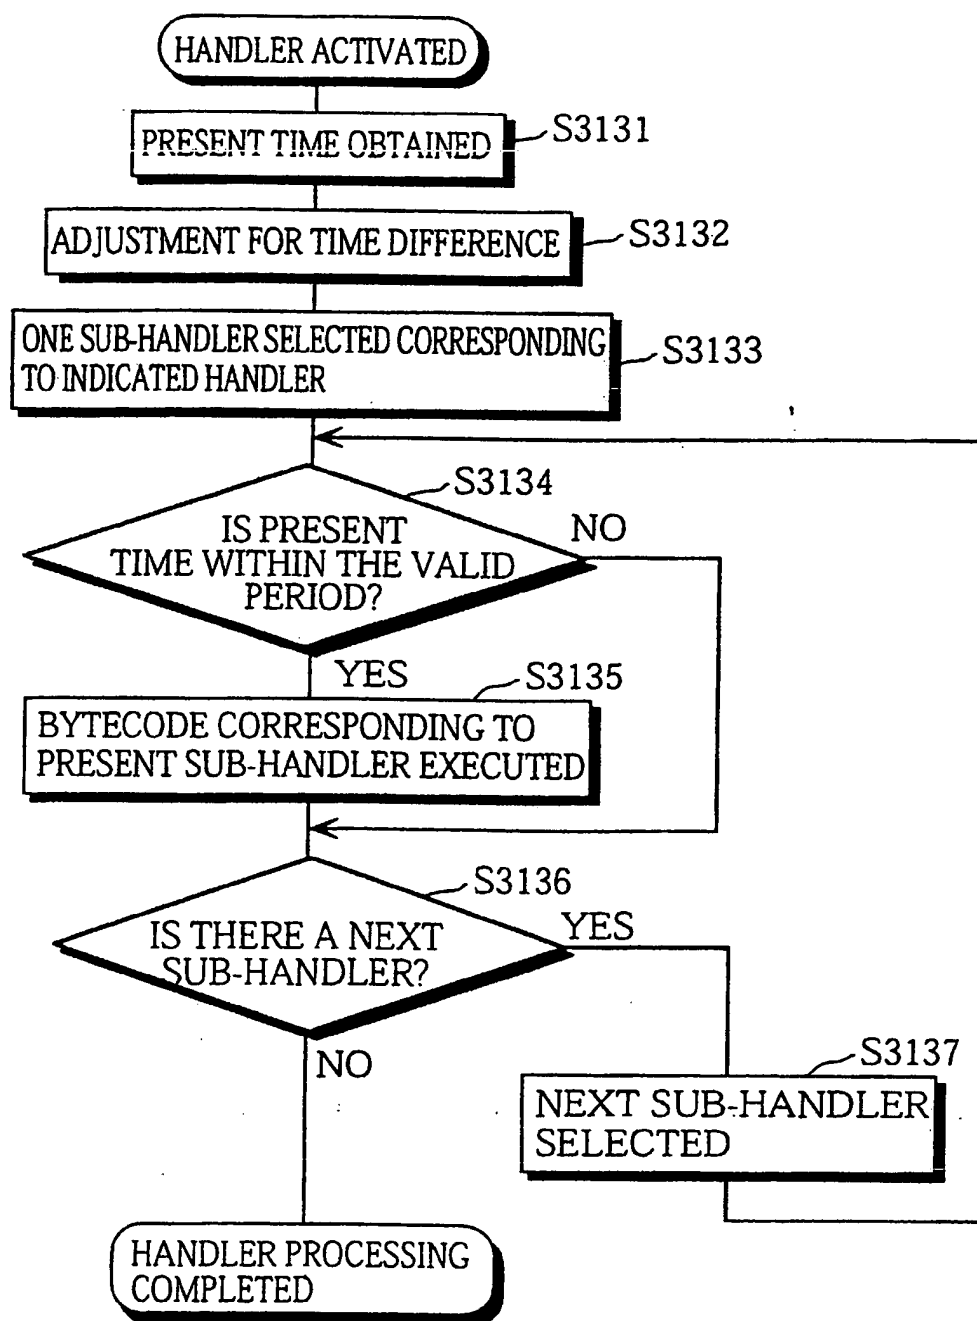 HANDLER ACTIVATED
PRESENT TIME OBTAINED
S3131
ADJUSTMENT FOR TIME DIFFERENCE
S3132
ONE SUB-HANDLER SELECTED CORRESPONDING
TO INDICATED HANDLER
S3133
S3134
IS PRESENT
TIME WITHIN THE VALID
PERIOD?
NO
YES
S3135
BYTECODE CORRESPONDING TO
PRESENT SUB-HANDLER EXECUTED
S3136
IS THERE A NEXT
SUB-HANDLER?
YES
NO
S3137
NEXT SUB-HANDLER
SELECTED
HANDLER PROCESSING
COMPLETED